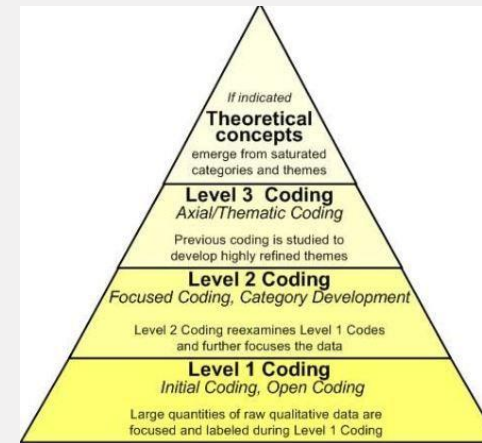 If indicated
Theoretical
concepts
emerge from saturated
categories and themes
Level 3 Coding
Axial/Thematic Coding
Previous coding is studied to
develop highly refined themes
Level 2 Coding
Focused Coding, Category Development
Level 2 Coding reexamines Level 1 Codes
and further focuses the data
Level 1 Coding
Initial Coding, Open Coding
Large quantities of raw qualitative data are
focused and labeled during Level 1 Coding